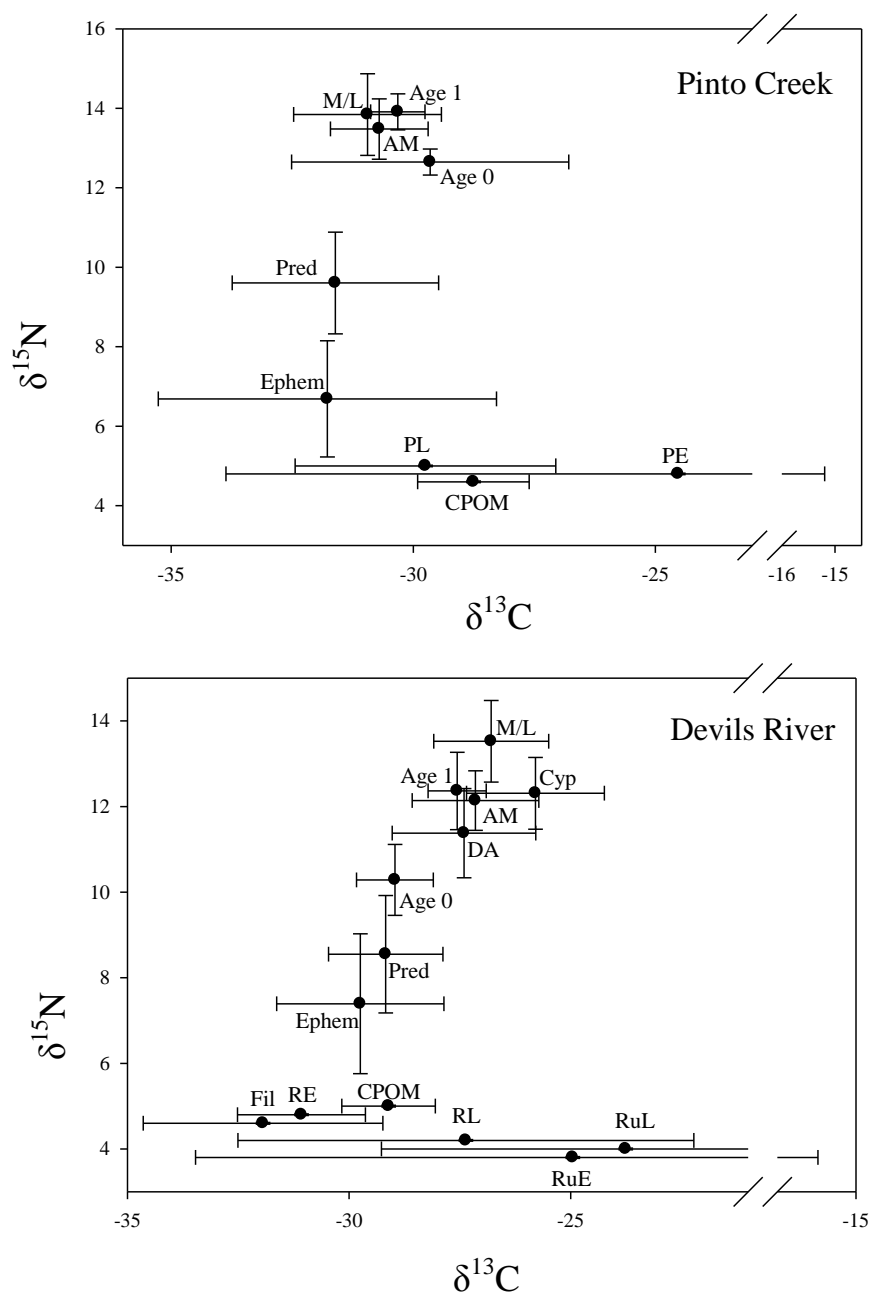 16
Pinto Creek
M/L
Age 1
14
AM
Age 0
12
10
Pred
8
δ¹⁵N
Ephem
6
PL
PE
CPOM
4
-35
-30
-25
-16
-15
δ¹³C
Devils River
14
M/L
Age 1
Cyp
12
AM
DA
10
Age 0
Pred
8
δ¹⁵N
Ephem
6
CPOM
Fil
RE
RL
RuL
4
RuE
-35
-30
-25
-15
δ¹³C